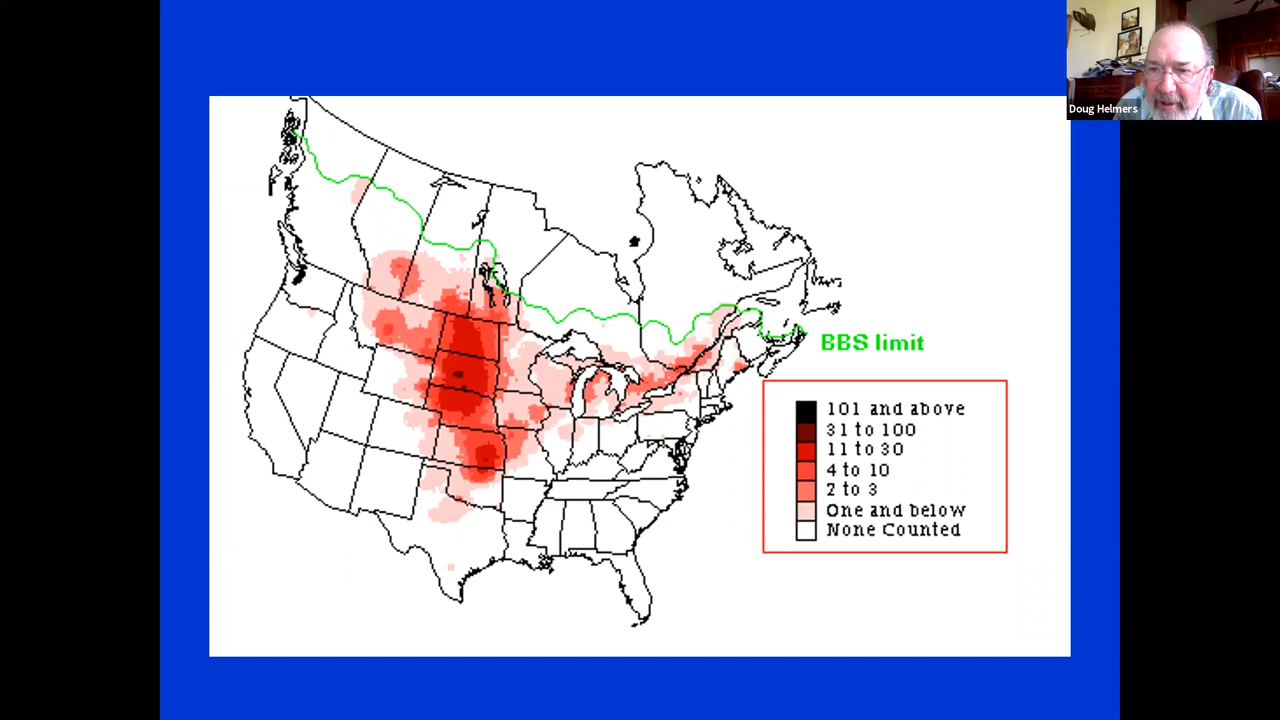 Doug Helmers
BBS limit
101 and above
31 to 100
11 to 30
4 to 10
2 to 3
One and below
None Counted